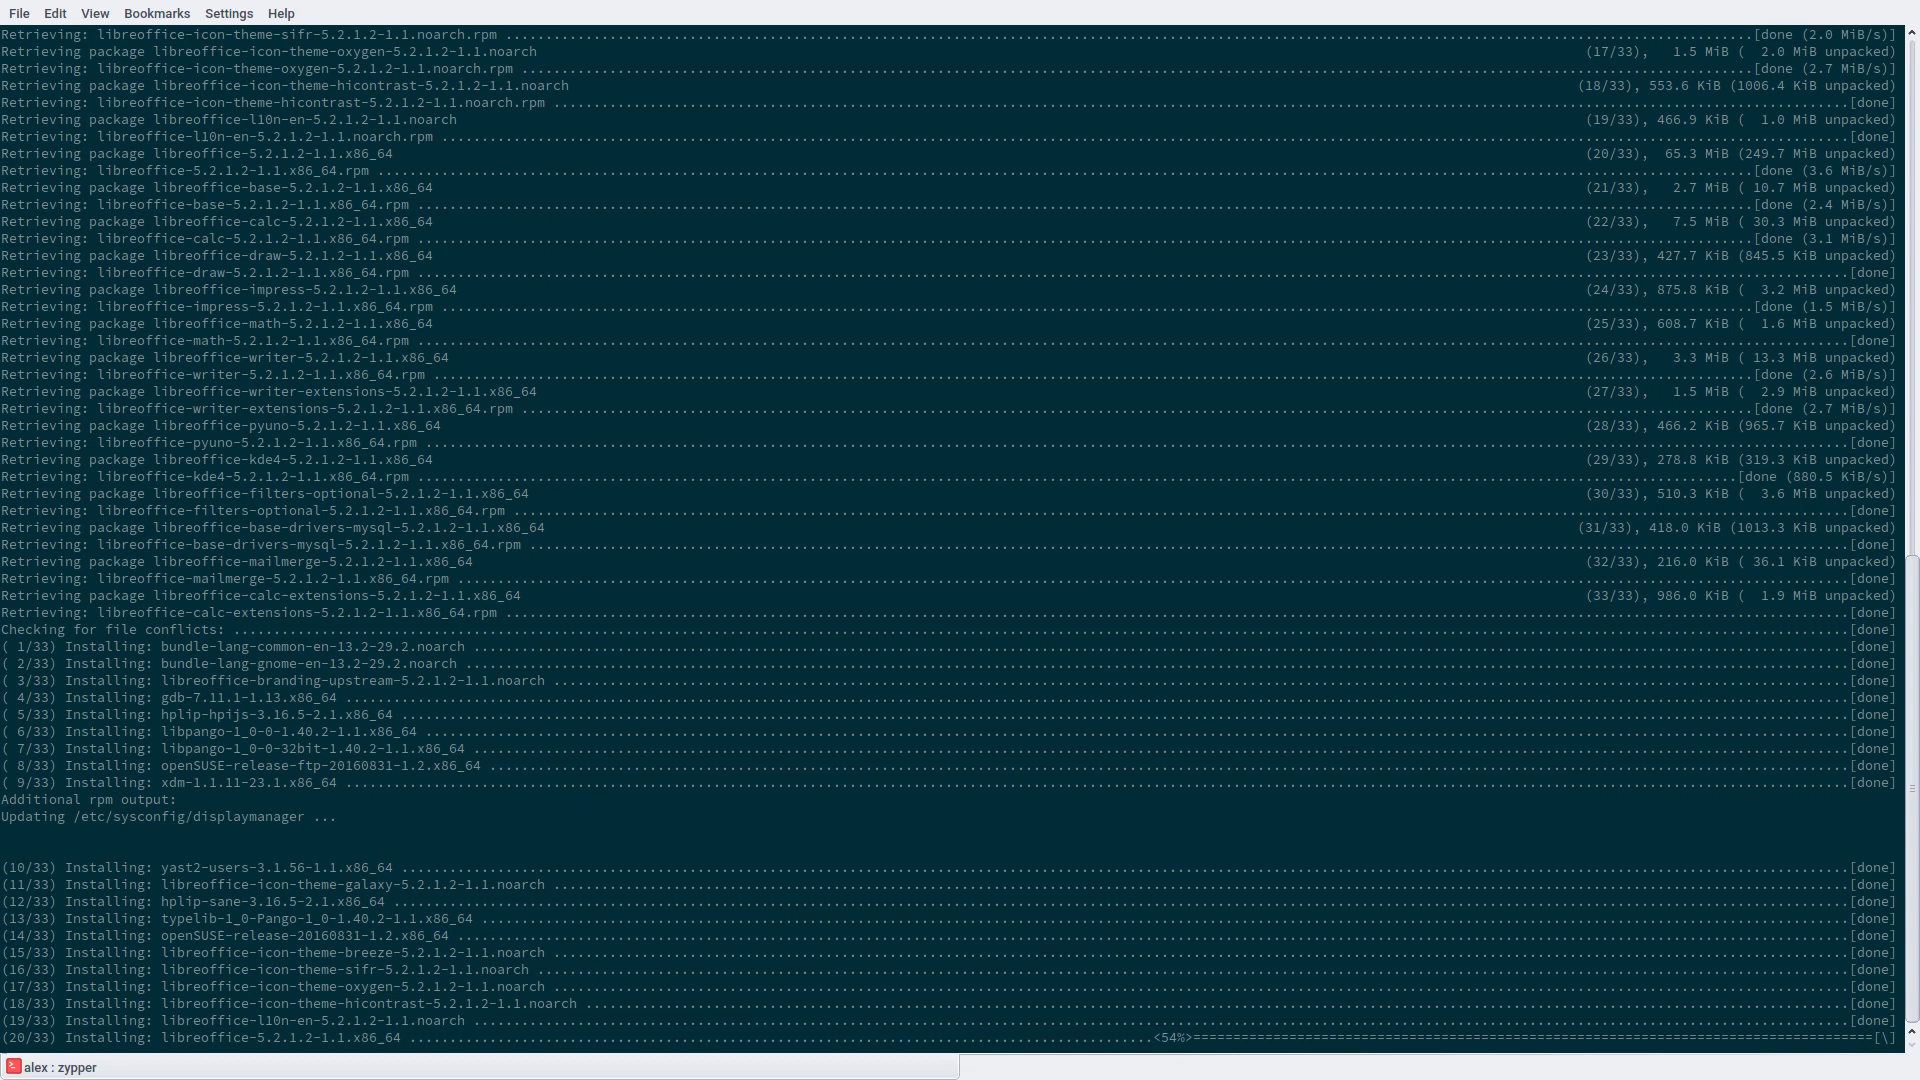 File Edit View Bookmarks Settings Help
Retrieving: libreoffice-icon-theme-sifr-5.2.1.2-1.1.noarch.rpm ........[done (2.0 MiB/s)]
Retrieving package libreoffice-icon-theme-oxygen-5.2.1.2-1.1.noarch (17/33), 1.5 MiB ( 2.0 MiB unpacked)
Retrieving: libreoffice-icon-theme-oxygen-5.2.1.2-1.1.noarch.rpm ........[done (2.7 MiB/s)]
Retrieving package libreoffice-icon-theme-hicontrast-5.2.1.2-1.1.noarch (18/33), 553.6 KiB (1006.4 KiB unpacked)
Retrieving: libreoffice-icon-theme-hicontrast-5.2.1.2-1.1.noarch.rpm ........[done]
Retrieving package libreoffice-l10n-en-5.2.1.2-1.1.noarch (19/33), 466.9 KiB ( 1.0 MiB unpacked)
Retrieving: libreoffice-l10n-en-5.2.1.2-1.1.noarch.rpm ........[done]
Retrieving package libreoffice-5.2.1.2-1.1.x86_64 (20/33), 65.3 MiB (249.7 MiB unpacked)
Retrieving: libreoffice-5.2.1.2-1.1.x86_64.rpm ........[done (3.6 MiB/s)]
Retrieving package libreoffice-base-5.2.1.2-1.1.x86_64 (21/33), 2.7 MiB ( 10.7 MiB unpacked)
Retrieving: libreoffice-base-5.2.1.2-1.1.x86_64.rpm ........[done (2.4 MiB/s)]
Retrieving package libreoffice-calc-5.2.1.2-1.1.x86_64 (22/33), 7.5 MiB ( 30.3 MiB unpacked)
Retrieving: libreoffice-calc-5.2.1.2-1.1.x86_64.rpm ........[done (3.1 MiB/s)]
Retrieving package libreoffice-draw-5.2.1.2-1.1.x86_64 (23/33), 427.7 KiB (845.5 KiB unpacked)
Retrieving: libreoffice-draw-5.2.1.2-1.1.x86_64.rpm ........[done]
Retrieving package libreoffice-impress-5.2.1.2-1.1.x86_64 (24/33), 875.8 KiB ( 3.2 MiB unpacked)
Retrieving: libreoffice-impress-5.2.1.2-1.1.x86_64.rpm ........[done (1.5 MiB/s)]
Retrieving package libreoffice-math-5.2.1.2-1.1.x86_64 (25/33), 608.7 KiB ( 1.6 MiB unpacked)
Retrieving: libreoffice-math-5.2.1.2-1.1.x86_64.rpm ........[done]
Retrieving package libreoffice-writer-5.2.1.2-1.1.x86_64 (26/33), 3.3 MiB ( 13.3 MiB unpacked)
Retrieving: libreoffice-writer-5.2.1.2-1.1.x86_64.rpm ........[done (2.6 MiB/s)]
Retrieving package libreoffice-writer-extensions-5.2.1.2-1.1.x86_64 (27/33), 1.5 MiB ( 2.9 MiB unpacked)
Retrieving: libreoffice-writer-extensions-5.2.1.2-1.1.x86_64.rpm ........[done (2.7 MiB/s)]
Retrieving package libreoffice-pyuno-5.2.1.2-1.1.x86_64 (28/33), 466.2 KiB (965.7 KiB unpacked)
Retrieving: libreoffice-pyuno-5.2.1.2-1.1.x86_64.rpm ........[done]
Retrieving package libreoffice-kde4-5.2.1.2-1.1.x86_64 (29/33), 278.8 KiB (319.3 KiB unpacked)
Retrieving: libreoffice-kde4-5.2.1.2-1.1.x86_64.rpm ........[done (880.5 KiB/s)]
Retrieving package libreoffice-filters-optional-5.2.1.2-1.1.x86_64 (30/33), 510.3 KiB ( 3.6 MiB unpacked)
Retrieving: libreoffice-filters-optional-5.2.1.2-1.1.x86_64.rpm ........[done]
Retrieving package libreoffice-base-drivers-mysql-5.2.1.2-1.1.x86_64 (31/33), 418.0 KiB (1013.3 KiB unpacked)
Retrieving: libreoffice-base-drivers-mysql-5.2.1.2-1.1.x86_64.rpm ........[done]
Retrieving package libreoffice-mailmerge-5.2.1.2-1.1.x86_64 (32/33), 216.0 KiB ( 36.1 KiB unpacked)
Retrieving: libreoffice-mailmerge-5.2.1.2-1.1.x86_64.rpm ........[done]
Retrieving package libreoffice-calc-extensions-5.2.1.2-1.1.x86_64 (33/33), 986.0 KiB ( 1.9 MiB unpacked)
Retrieving: libreoffice-calc-extensions-5.2.1.2-1.1.x86_64.rpm ........[done]
Checking for file conflicts: ........[done]
( 1/33) Installing: bundle-lang-common-en-13.2-29.2.noarch ........[done]
( 2/33) Installing: bundle-lang-gnome-en-13.2-29.2.noarch ........[done]
( 3/33) Installing: libreoffice-branding-upstream-5.2.1.2-1.1.noarch ........[done]
( 4/33) Installing: gdb-7.11.1-1.13.x86_64 ........[done]
( 5/33) Installing: hplip-hpijs-3.16.5-2.1.x86_64 ........[done]
( 6/33) Installing: libpango-1_0-0-1.40.2-1.1.x86_64 ........[done]
( 7/33) Installing: libpango-1_0-0-32bit-1.40.2-1.1.x86_64 ........[done]
( 8/33) Installing: openSUSE-release-ftp-20160831-1.2.x86_64 ........[done]
( 9/33) Installing: xdm-1.1.11-23.1.x86_64 ........[done]
Additional rpm output:
Updating /etc/sysconfig/displaymanager ...
(10/33) Installing: yast2-users-3.1.56-1.1.x86_64 ........[done]
(11/33) Installing: libreoffice-icon-theme-galaxy-5.2.1.2-1.1.noarch ........[done]
(12/33) Installing: hplip-sane-3.16.5-2.1.x86_64 ........[done]
(13/33) Installing: typelib-1_0-Pango-1_0-1.40.2-1.1.x86_64 ........[done]
(14/33) Installing: openSUSE-release-20160831-1.2.x86_64 ........[done]
(15/33) Installing: libreoffice-icon-theme-breeze-5.2.1.2-1.1.noarch ........[done]
(16/33) Installing: libreoffice-icon-theme-sifr-5.2.1.2-1.1.noarch ........[done]
(17/33) Installing: libreoffice-icon-theme-oxygen-5.2.1.2-1.1.noarch ........[done]
(18/33) Installing: libreoffice-icon-theme-hicontrast-5.2.1.2-1.1.noarch ........[done]
(19/33) Installing: libreoffice-l10n-en-5.2.1.2-1.1.noarch ........[done]
(20/33) Installing: libreoffice-5.2.1.2-1.1.x86_64 ........<54%>========[\]
alex : zypper